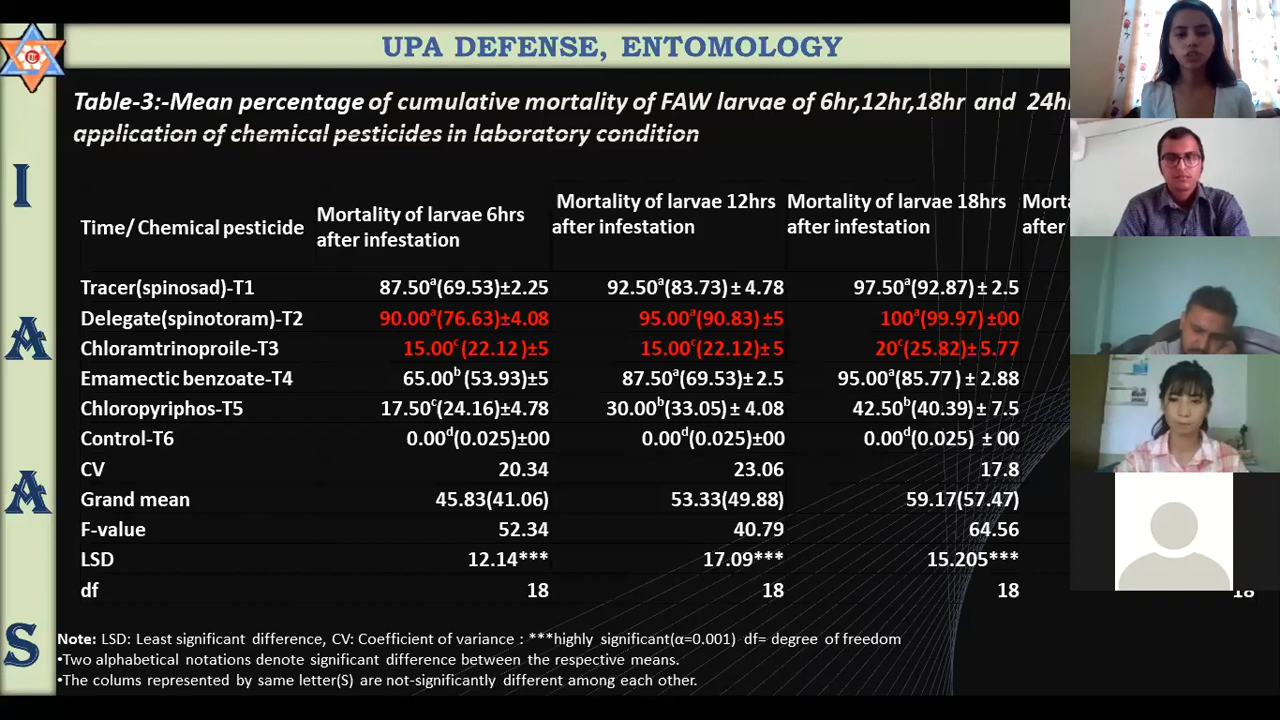 UPA DEFENSE, ENTOMOLOGY
Table-3:-Mean percentage of cumulative mortality of FAW larvae of 6hr,12hr,18hr and 24h
application of chemical pesticides in laboratory condition
Time/ Chemical pesticide Mortality of larvae 6hrs after infestation Mortality of larvae 12hrs after infestation Mortality of larvae 18hrs after infestation Morta after
Tracer(spinosad)-T1 87.50ᵃ(69.53)±2.25 92.50ᵃ(83.73) ± 4.78 97.50ᵃ(92.87) ± 2.5
Delegate(spinotoram)-T2 90.00ᵃ(76.63)±4.08 95.00ᵃ(90.83) ±5 100ᵃ(99.97) ±00
Chloramtrinoproile-T3 15.00ᶜ(22.12 )±5 15.00ᶜ(22.12)± 5 20ᶜ(25.82)± 5.77
Emamectic benzoate-T4 65.00ᵇ (53.93)±5 87.50ᵃ(69.53)± 2.5 95.00ᵃ(85.77 ) ± 2.88
Chloropyriphos-T5 17.50ᶜ(24.16)±4.78 30.00ᵇ(33.05) ± 4.08 42.50ᵇ(40.39) ± 7.5
Control-T6 0.00ᵈ(0.025)±00 0.00ᵈ(0.025)±00 0.00ᵈ(0.025) ± 00
CV 20.34 23.06 17.8
Grand mean 45.83(41.06) 53.33(49.88) 59.17(57.47)
F-value 52.34 40.79 64.56
LSD 12.14*** 17.09*** 15.205***
df 18 18 18 18
Note: LSD: Least significant difference, CV: Coefficient of variance : ***highly significant(α=0.001) df= degree of freedom
•Two alphabetical notations denote significant difference between the respective means.
•The colums represented by same letter(S) are not-significantly different among each other.
I
A
A
S